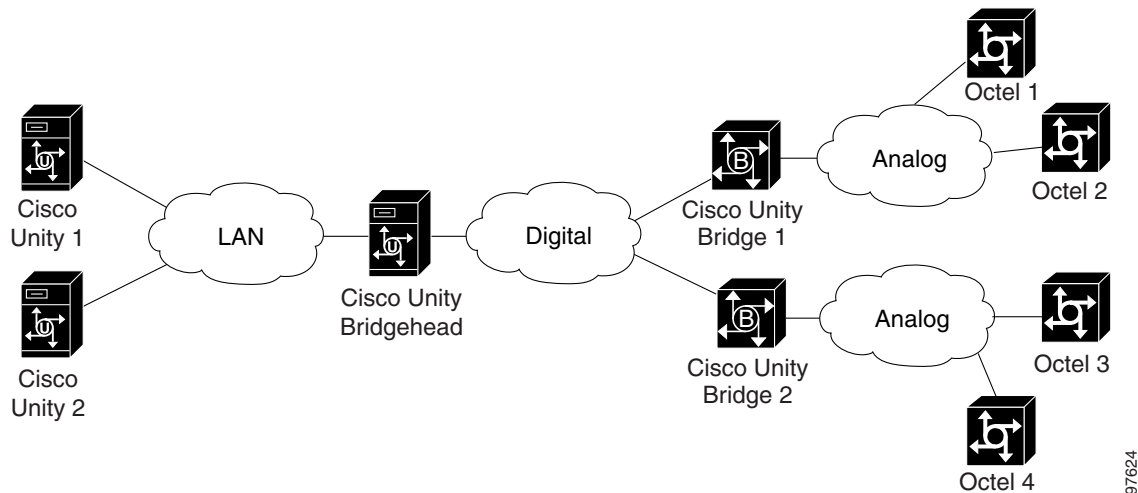 Octel 1
Octel 2
Analog
Cisco Unity
Bridge 1
Cisco
Unity 1
LAN
Cisco Unity
Bridgehead
Digital
Cisco
Unity 2
Cisco Unity
Bridge 2
Analog
Octel 3
Octel 4
U
U
U
B
B
97624